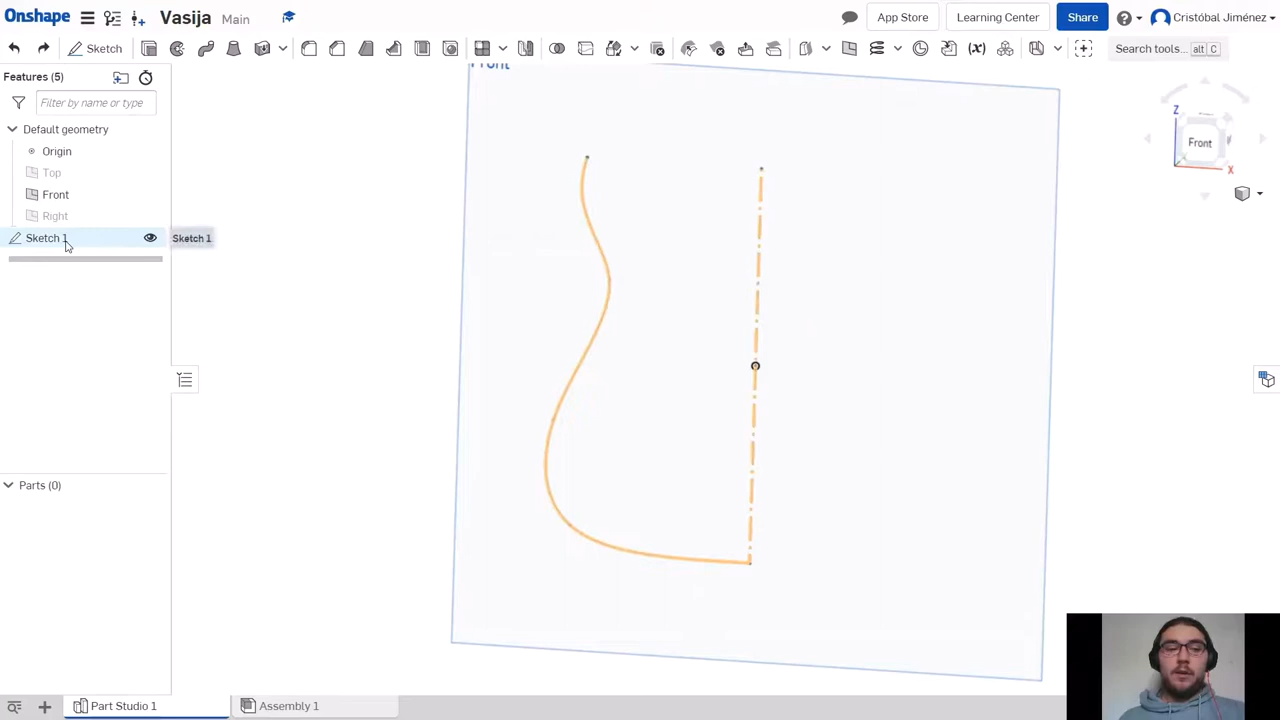 Onshape
Vasija Main
App Store
Learning Center
Share
Cristóbal Jiménez
Sketch
(x)
Search tools...
alt C
Features (5)
Filter by name or type
Default geometry
Origin
Top
Front
Right
Sketch 1
Sketch 1
Parts (0)
Front
Z
Front
X
Part Studio 1
Assembly 1